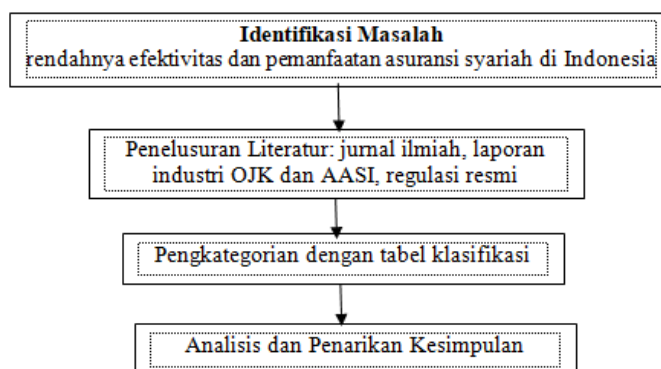 Identifikasi Masalah
rendahnya efektivitas dan pemanfaatan asuransi syariah di Indonesia
Penelusuran Literatur: jurnal ilmiah, laporan
industri OJK dan AASI, regulasi resmi
Pengkategorian dengan tabel klasifikasi
Analisis dan Penarikan Kesimpulan